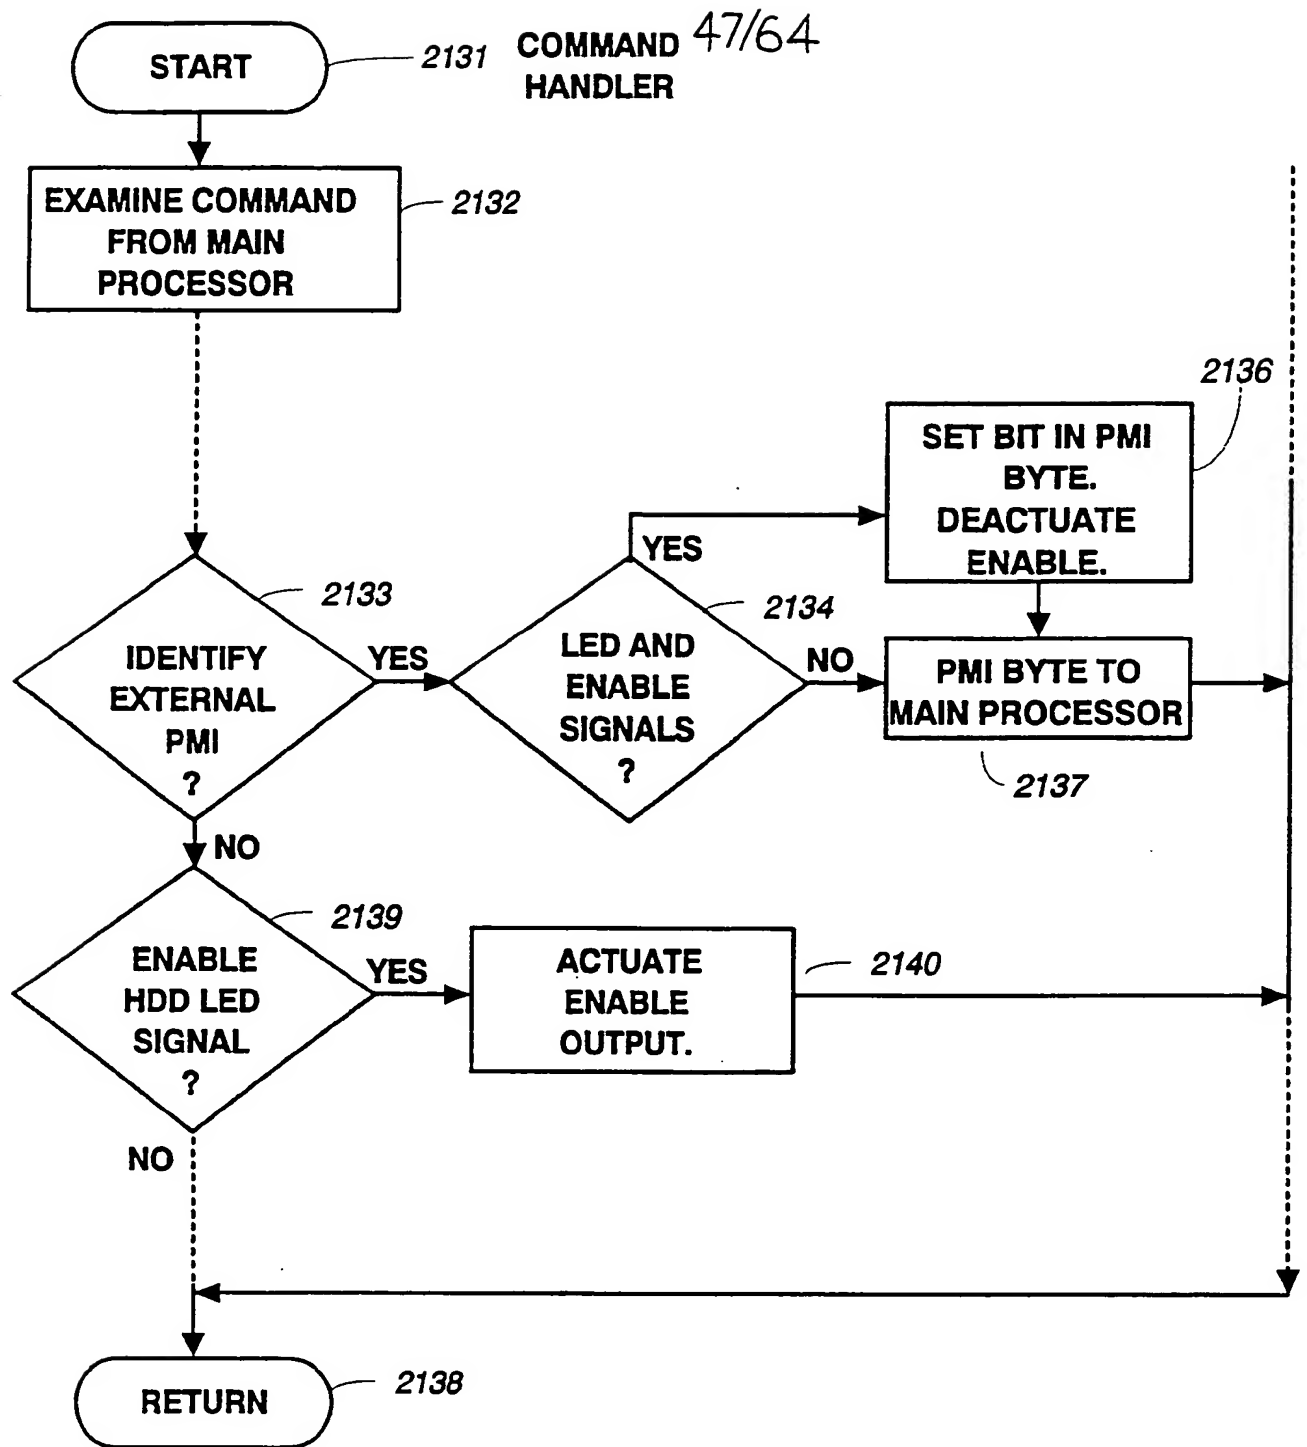 START
2131
COMMAND
HANDLER
47/64
EXAMINE COMMAND
FROM MAIN
PROCESSOR
2132
2136
SET BIT IN PMI
BYTE.
DEACTUATE
ENABLE.
YES
2133
2134
IDENTIFY
EXTERNAL
PMI
?
YES
LED AND
ENABLE
SIGNALS
?
NO
PMI BYTE TO
MAIN PROCESSOR
2137
NO
2139
ENABLE
HDD LED
SIGNAL
?
YES
ACTUATE
ENABLE
OUTPUT.
2140
NO
RETURN
2138